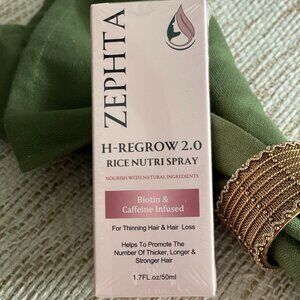 ZEPHTA
H-REGROW 2.0
RICE NUTRI SPRAY
NOURISH WITH NATURAL INGREDIENTS
Biotin &
Caffeine Infused
For Thinning Hair & Hair Loss
Helps To Promote The
Number Of Thicker, Longer &
Stronger Hair
1.7FL.oz/50ml